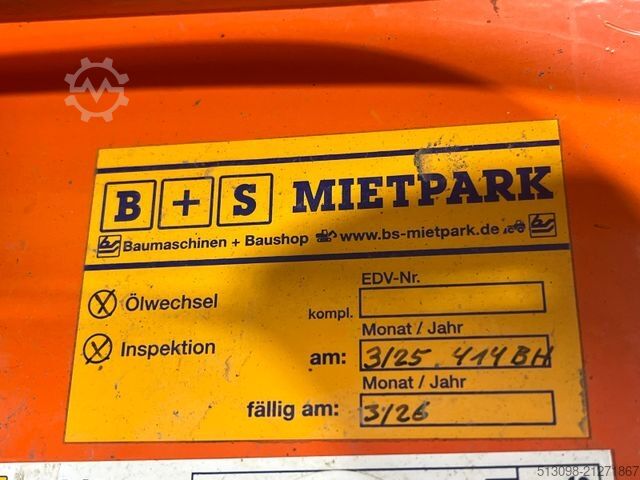 B + S MIETPARK
Baumaschinen + Baushop www.bs-mietpark.de
EDV-Nr.
Ölwechsel kompl.
Monat / Jahr
Inspektion am: 3/25 414 BH
Monat / Jahr
fällig am: 3/26
513098-21271867